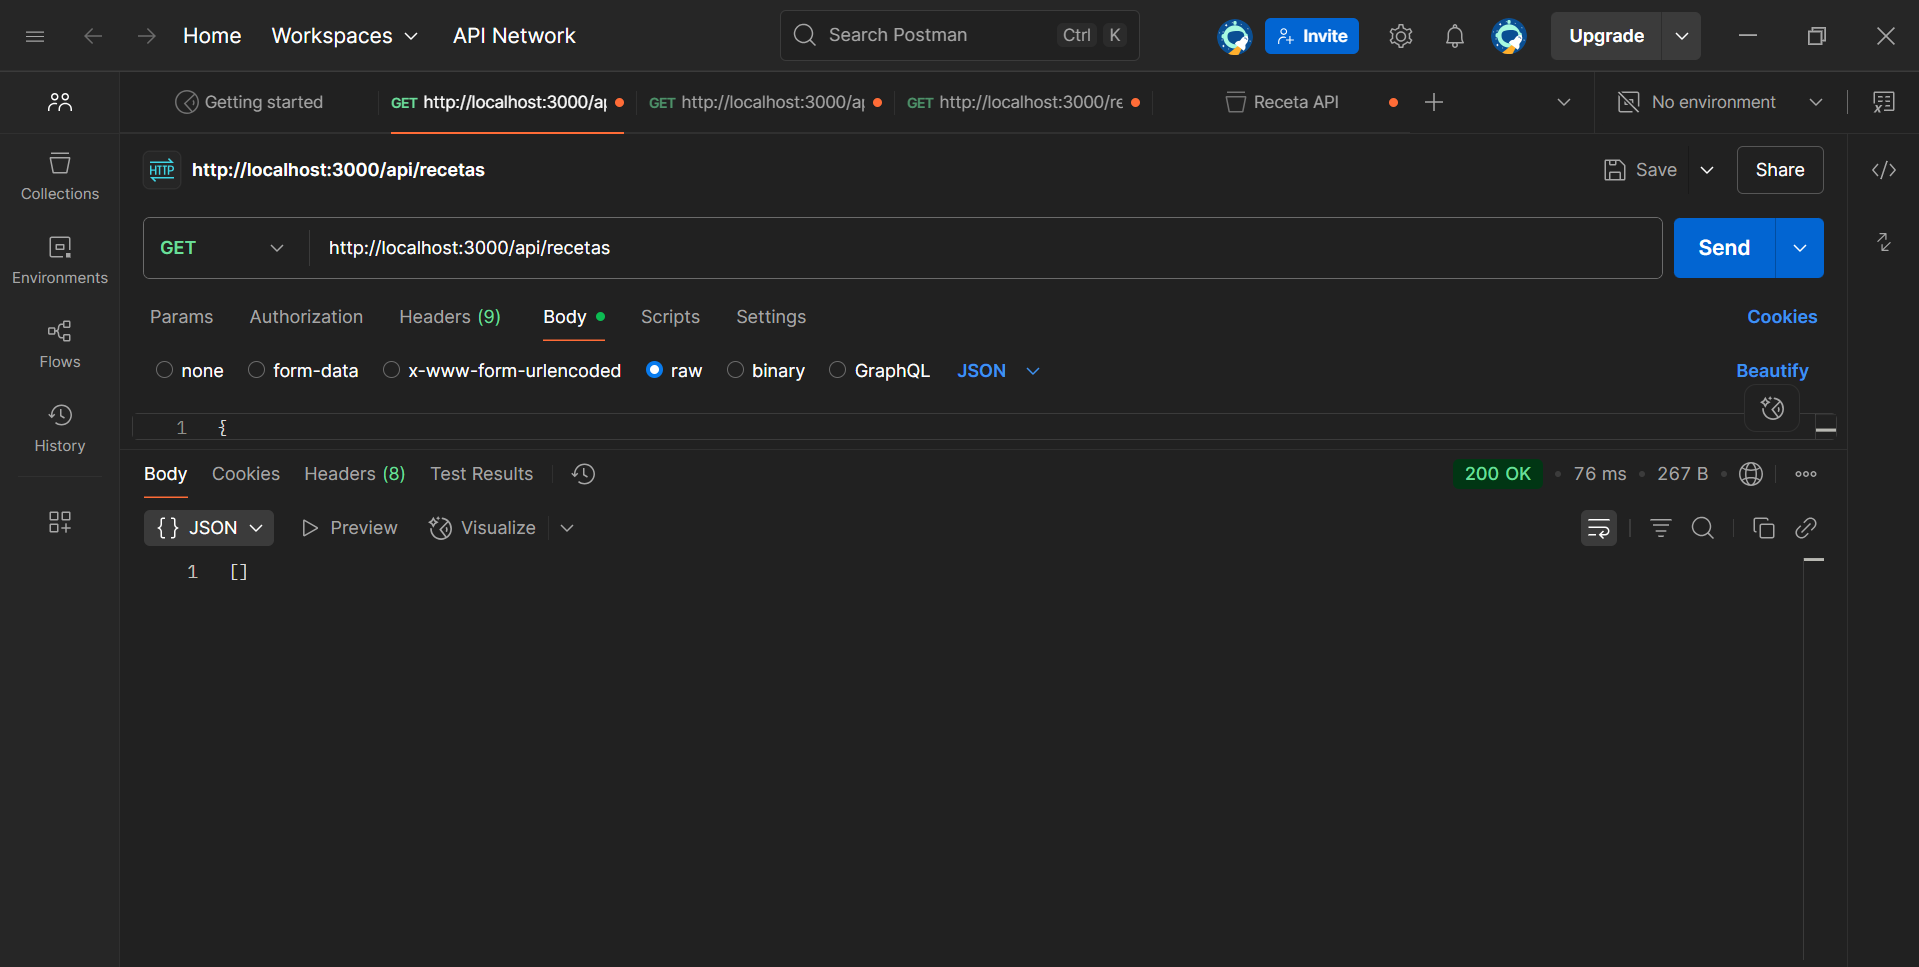 Home Workspaces API Network Search Postman Ctrl K Invite Upgrade
Getting started GET http://localhost:3000/ap GET http://localhost:3000/ap GET http://localhost:3000/re Receta API No environment
Collections
Environments
Flows
History
HTTP http://localhost:3000/api/recetas Save Share
GET http://localhost:3000/api/recetas Send
Params Authorization Headers (9) Body Scripts Settings Cookies
none form-data x-www-form-urlencoded raw binary GraphQL JSON Beautify
1 {
Body Cookies Headers (8) Test Results 200 OK • 76 ms • 267 B •
{} JSON Preview Visualize
1 []